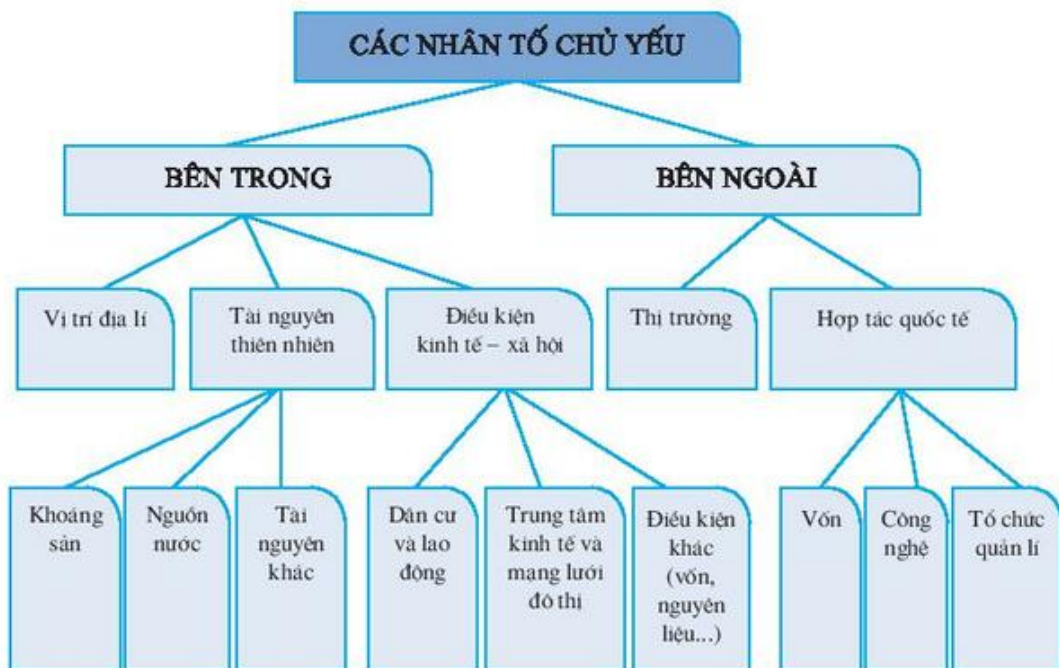 CÁC NHÂN TỐ CHỦ YẾU
BÊN TRONG
BÊN NGOÀI
Vị trí địa lí
Tài nguyên
thiên nhiên
Điều kiện
kinh tế – xã hội
Thị trường
Hợp tác quốc tế
Khoáng
sản
Nguồn
nước
Tài
nguyên
khác
Dân cư
và lao
động
Trung tâm
kinh tế và
mạng lưới
đô thị
Điều kiện
khác
(vốn,
nguyên
liệu...)
Vốn
Công
nghệ
Tổ chức
quản lí